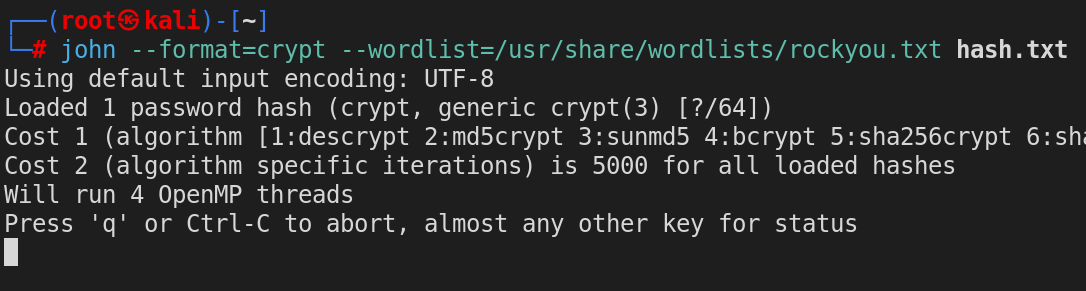 ┌──(root㉿kali)-[~]
└─# john --format=crypt --wordlist=/usr/share/wordlists/rockyou.txt hash.txt
Using default input encoding: UTF-8
Loaded 1 password hash (crypt, generic crypt(3) [?/64])
Cost 1 (algorithm [1:descrypt 2:md5crypt 3:sunmd5 4:bcrypt 5:sha256crypt 6:sha
Cost 2 (algorithm specific iterations) is 5000 for all loaded hashes
Will run 4 OpenMP threads
Press 'q' or Ctrl-C to abort, almost any other key for status